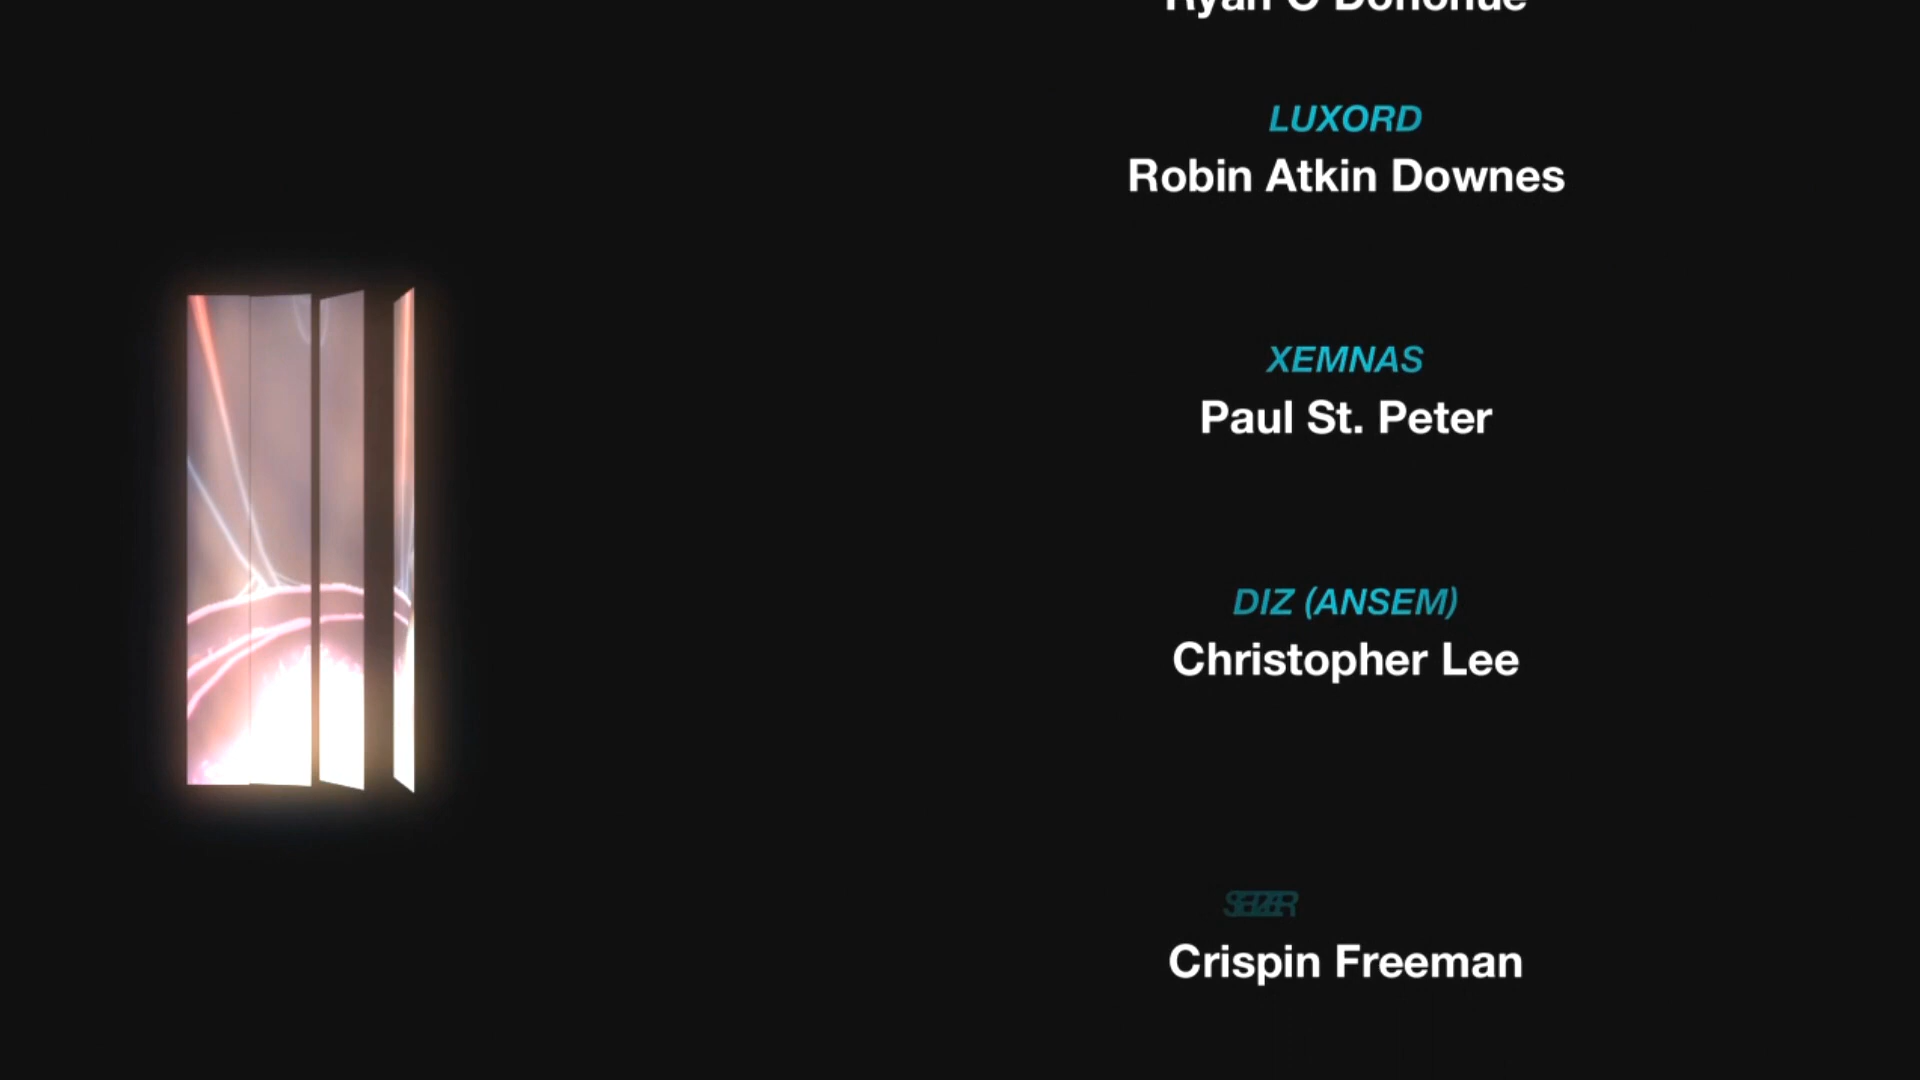 LUXORD
Robin Atkin Downes
XEMNAS
Paul St. Peter
DIZ (ANSEM)
Christopher Lee
Crispin Freeman